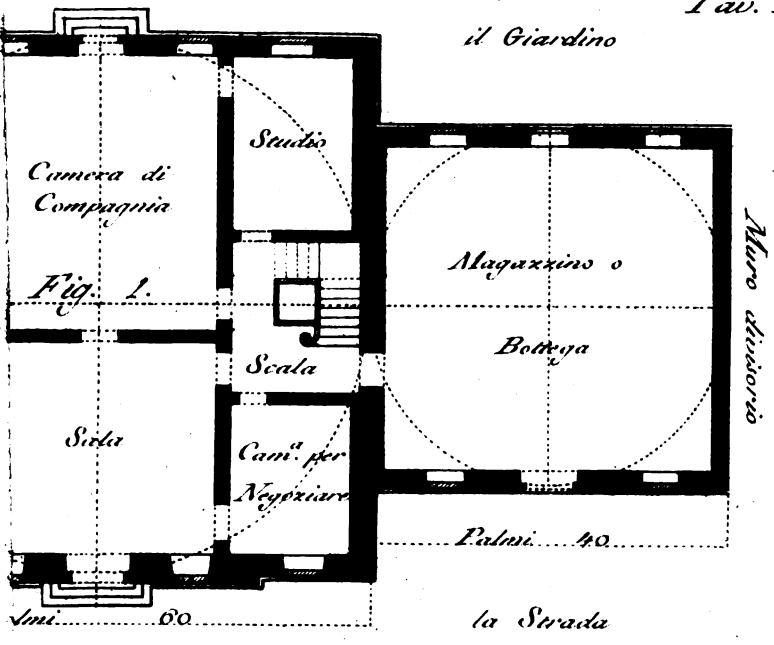 Tav.
il Giardino
Studio
Camera di
Compagnia
Fig. 1.
Magazzino o
Bottega
Muro divisorio
Scala
Sala
Cam.ª per
Negoziare
Palmi 40
lmi 60
la Strada